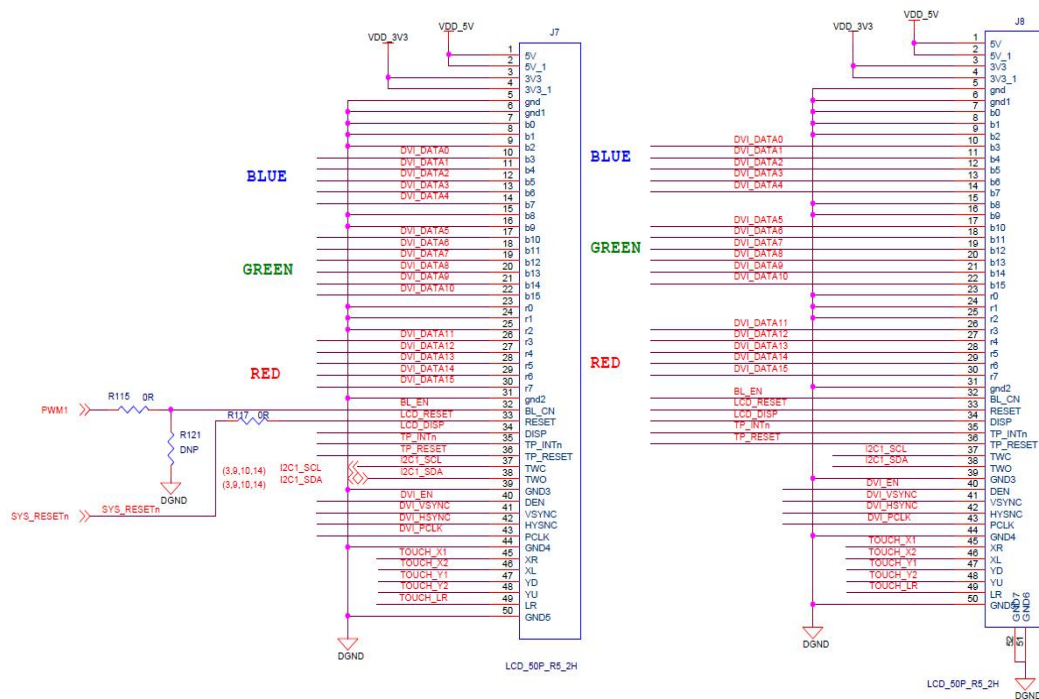 VDD_5V
VDD_3V3
J7
1 5V
2 5V_1
3 3V3
4 3V3_1
5 gnd
6 gnd1
7 b0
8 b1
9 b2
DVI_DATA0 10 b3
DVI_DATA1 11 b4
BLUE
DVI_DATA2 12 b5
DVI_DATA3 13 b6
DVI_DATA4 14 b7
15 b8
16 b9
DVI_DATA5 17 b10
DVI_DATA6 18 b11
DVI_DATA7 19 b12
GREEN
DVI_DATA8 20 b13
DVI_DATA9 21 b14
DVI_DATA10 22 b15
23 r0
24 r1
25 r2
DVI_DATA11 26 r3
DVI_DATA12 27 r4
DVI_DATA13 28 r5
RED
DVI_DATA14 29 r6
DVI_DATA15 30 r7
31 gnd2
PWM1 R115 0R
BL_EN 32 BL_CN
R117 0R
LCD_RESET 33 RESET
LCD_DISP 34 DISP
R121
DNP
TP_INTn 35 TP_INTn
TP_RESET 36 TP_RESET
(3,9,10,14) I2C1_SCL I2C1_SCL 37 TWC
(3,9,10,14) I2C1_SDA I2C1_SDA 38 TWO
DGND
39 GND3
SYS_RESETn SYS_RESETn
DVI_EN 40 DEN
DVI_VSYNC 41 VSYNC
DVI_HSYNC 42 HYSNC
DVI_PCLK 43 PCLK
44 GND4
TOUCH_X1 45 XR
TOUCH_X2 46 XL
TOUCH_Y1 47 YD
TOUCH_Y2 48 YU
TOUCH_LR 49 LR
50 GND5
DGND
LCD_50P_R5_2H
VDD_5V
VDD_3V3
J8
1 5V
2 5V_1
3 3V3
4 3V3_1
5 gnd
6 gnd1
7 b0
8 b1
9 b2
DVI_DATA0 10 b3
BLUE
DVI_DATA1 11 b4
DVI_DATA2 12 b5
DVI_DATA3 13 b6
DVI_DATA4 14 b7
15 b8
16 b9
DVI_DATA5 17 b10
DVI_DATA6 18 b11
GREEN
DVI_DATA7 19 b12
DVI_DATA8 20 b13
DVI_DATA9 21 b14
DVI_DATA10 22 b15
23 r0
24 r1
25 r2
DVI_DATA11 26 r3
DVI_DATA12 27 r4
DVI_DATA13 28 r5
RED
DVI_DATA14 29 r6
DVI_DATA15 30 r7
31 gnd2
BL_EN 32 BL_CN
LCD_RESET 33 RESET
LCD_DISP 34 DISP
TP_INTn 35 TP_INTn
TP_RESET 36 TP_RESET
I2C1_SCL 37 TWC
I2C1_SDA 38 TWO
39 GND3
DVI_EN 40 DEN
DVI_VSYNC 41 VSYNC
DVI_HSYNC 42 HYSNC
DVI_PCLK 43 PCLK
44 GND4
TOUCH_X1 45 XR
TOUCH_X2 46 XL
TOUCH_Y1 47 YD
TOUCH_Y2 48 YU
TOUCH_LR 49 LR
50 GND5
GND7
GND6
52
51
DGND
LCD_50P_R5_2H
DGND